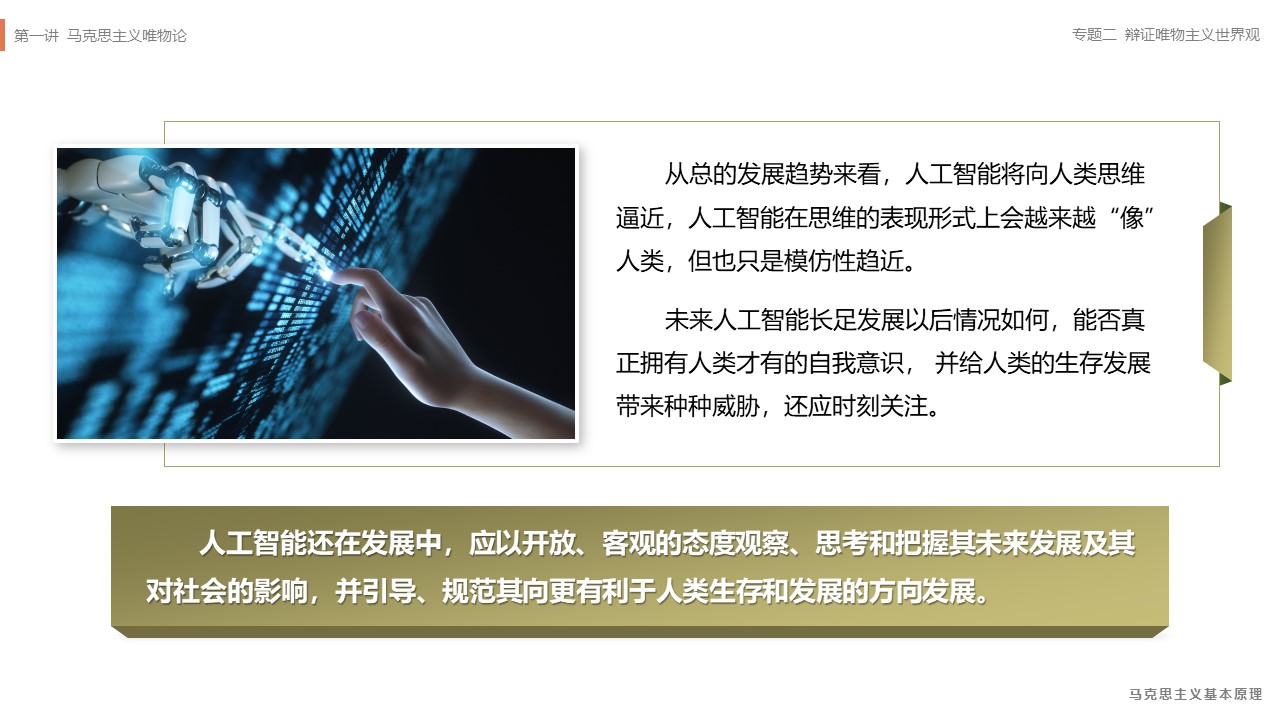 第一讲 马克思主义唯物论
专题二 辩证唯物主义世界观
从总的发展趋势来看，人工智能将向人类思维
逼近，人工智能在思维的表现形式上会越来越“像”
人类，但也只是模仿性趋近。
未来人工智能长足发展以后情况如何，能否真
正拥有人类才有的自我意识， 并给人类的生存发展
带来种种威胁，还应时刻关注。
人工智能还在发展中，应以开放、客观的态度观察、思考和把握其未来发展及其
对社会的影响，并引导、规范其向更有利于人类生存和发展的方向发展。
马克思主义基本原理